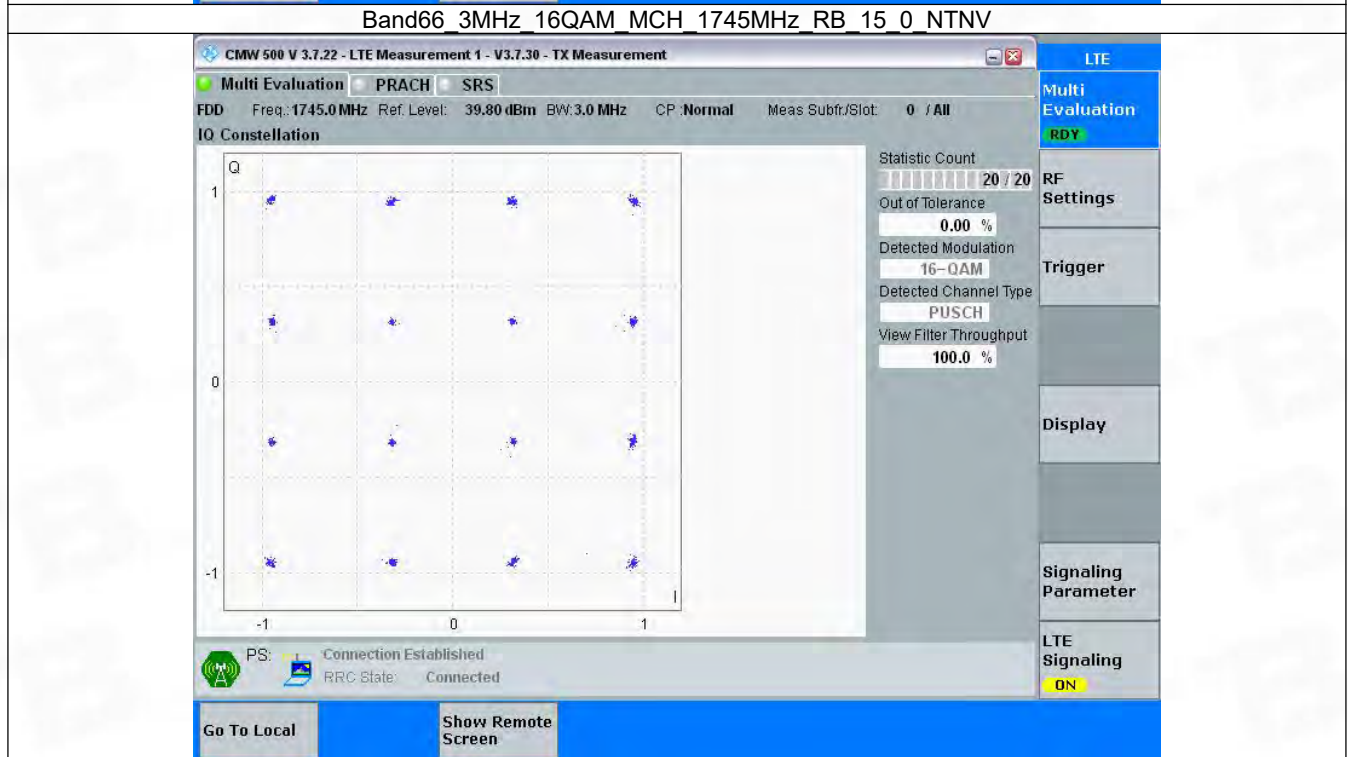 Band66_3MHz_16QAM_MCH_1745MHz_RB_15_0_NTNV
CMW 500 V 3.7.22 - LTE Measurement 1 - V3.7.30 - TX Measurement
LTE
Multi Evaluation PRACH SRS
FDD Freq.:1745.0 MHz Ref. Level: 39.80 dBm BW:3.0 MHz CP :Normal Meas Subfr./Slot: 0 / All
IQ Constellation
Q
1
0
-1
-1 0 1
I
Statistic Count
20 / 20
Out of Tolerance
0.00 %
Detected Modulation
16-QAM
Detected Channel Type
PUSCH
View Filter Throughput
100.0 %
Multi
Evaluation
RDY
RF
Settings
Trigger
Display
Signaling
Parameter
LTE
Signaling
ON
PS: Connection Established
RRC State: Connected
Go To Local
Show Remote
Screen